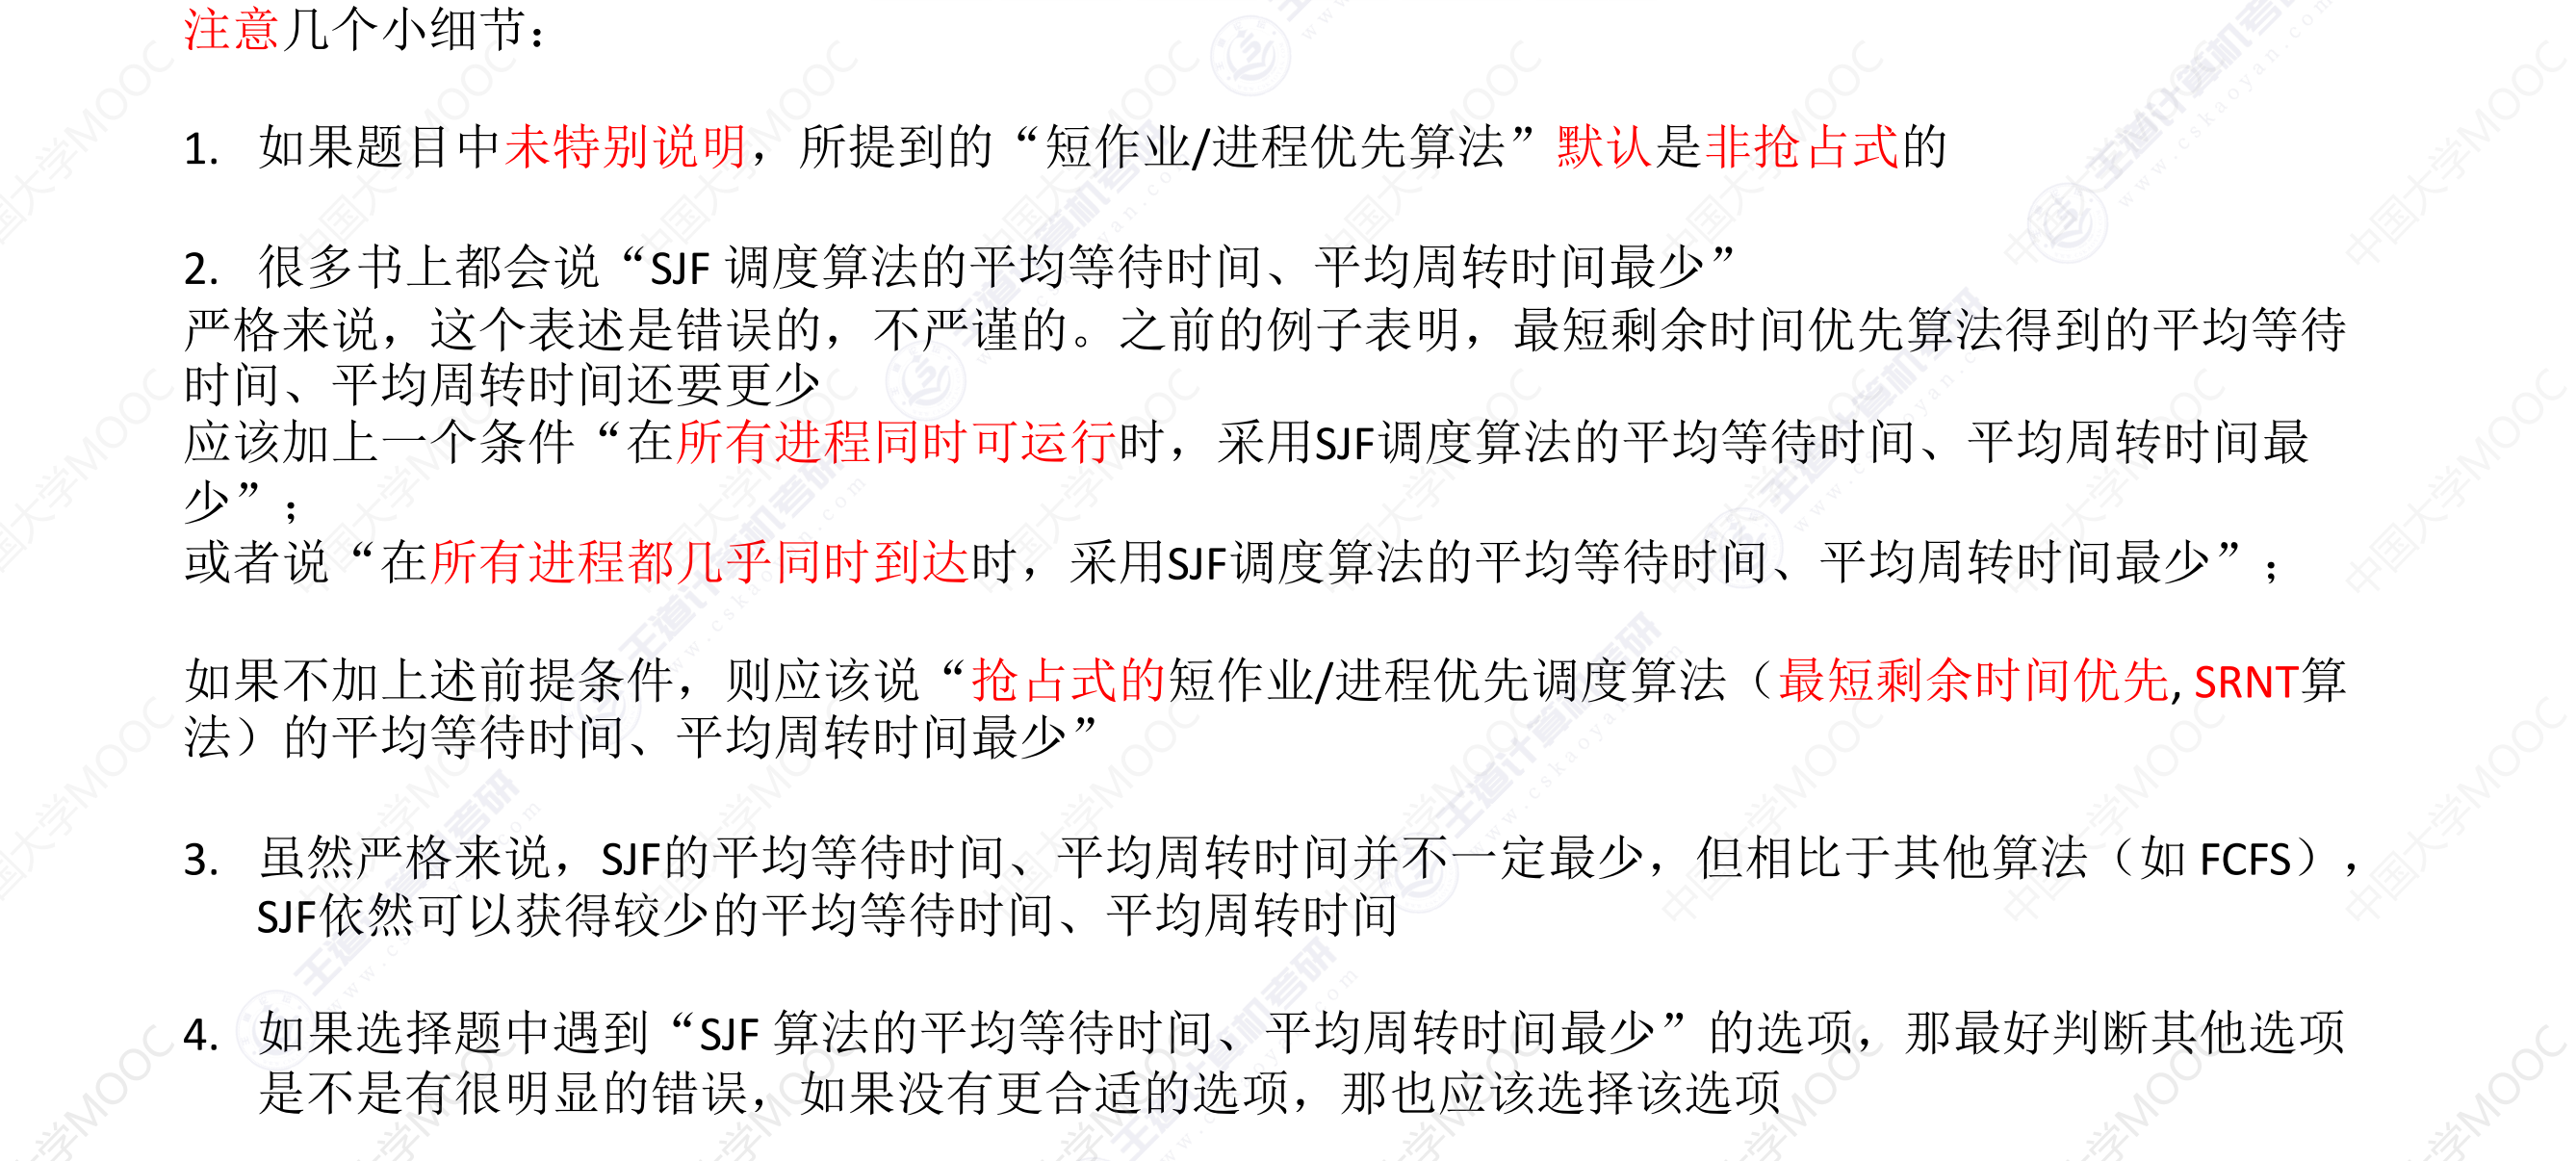 注意几个小细节：
1. 如果题目中未特别说明，所提到的“短作业/进程优先算法”默认是非抢占式的
2. 很多书上都会说“SJF 调度算法的平均等待时间、平均周转时间最少”
严格来说，这个表述是错误的，不严谨的。之前的例子表明，最短剩余时间优先算法得到的平均等待
时间、平均周转时间还要更少
应该加上一个条件“在所有进程同时可运行时，采用SJF调度算法的平均等待时间、平均周转时间最
少”；
或者说“在所有进程都几乎同时到达时，采用SJF调度算法的平均等待时间、平均周转时间最少”；
如果不加上述前提条件，则应该说“抢占式的短作业/进程优先调度算法（最短剩余时间优先, SRNT算
法）的平均等待时间、平均周转时间最少”
3. 虽然严格来说，SJF的平均等待时间、平均周转时间并不一定最少，但相比于其他算法（如 FCFS），
SJF依然可以获得较少的平均等待时间、平均周转时间
4. 如果选择题中遇到“SJF 算法的平均等待时间、平均周转时间最少”的选项，那最好判断其他选项
是不是有很明显的错误，如果没有更合适的选项，那也应该选择该选项
中国大学MOOC
王道计算机考研
www.cskaoyan.com